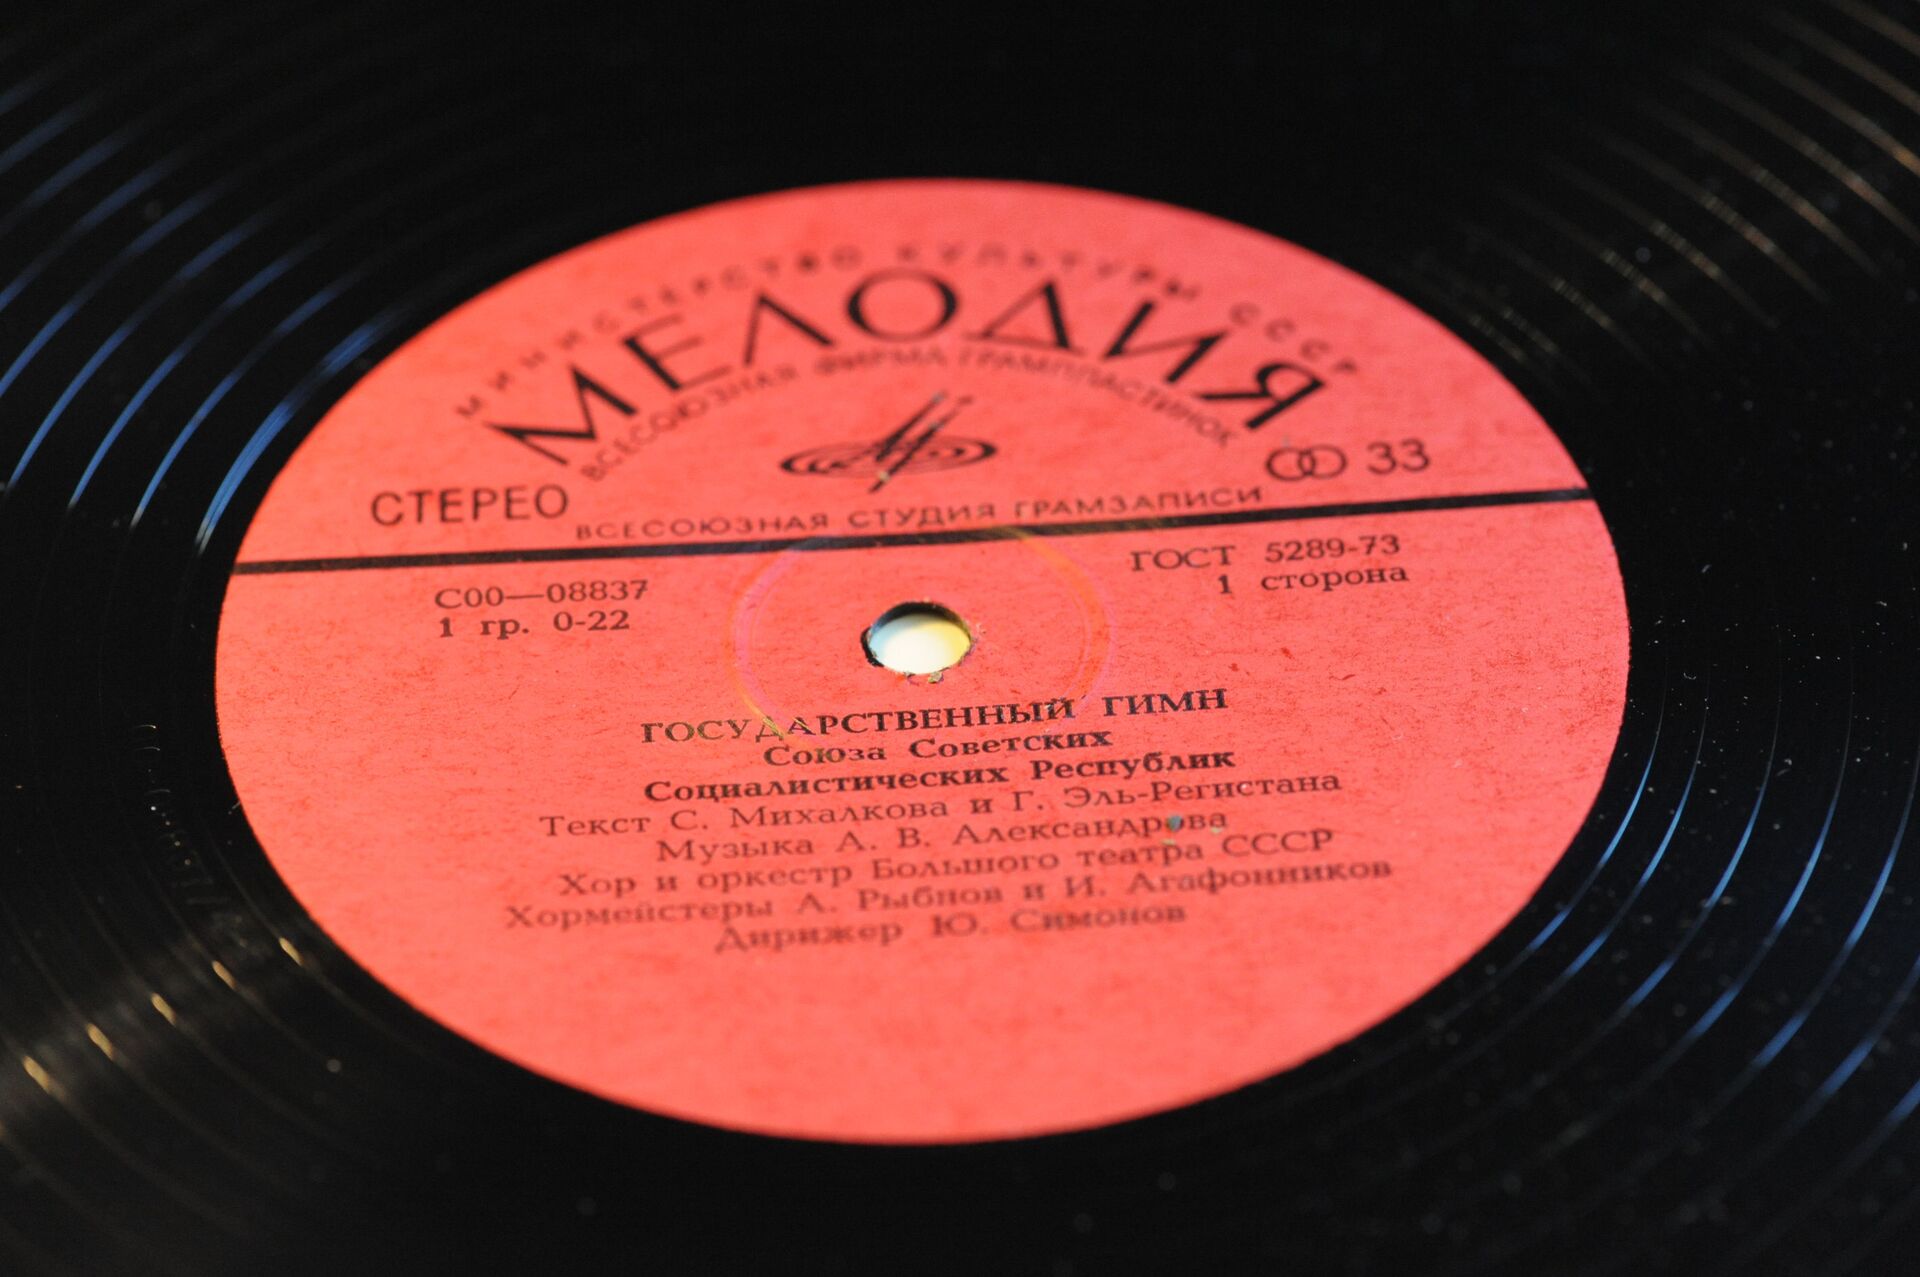 МИНИСТЕРСТВО КУЛЬТУРЫ СССР
МЕЛОДИЯ
ВСЕСОЮЗНАЯ ФИРМА ГРАМПЛАСТИНОК
СТЕРЕО
33
ВСЕСОЮЗНАЯ СТУДИЯ ГРАМЗАПИСИ
С00—08837
ГОСТ 5289-73
1 гр. 0-22
1 сторона
ГОСУДАРСТВЕННЫЙ ГИМН
Союза Советских
Социалистических Республик
Текст С. Михалкова и Г. Эль-Регистана
Музыка А. В. Александрова
Хор и оркестр Большого театра СССР
Хормейстеры А. Рыбнов и И. Агафонников
Дирижер Ю. Симонов